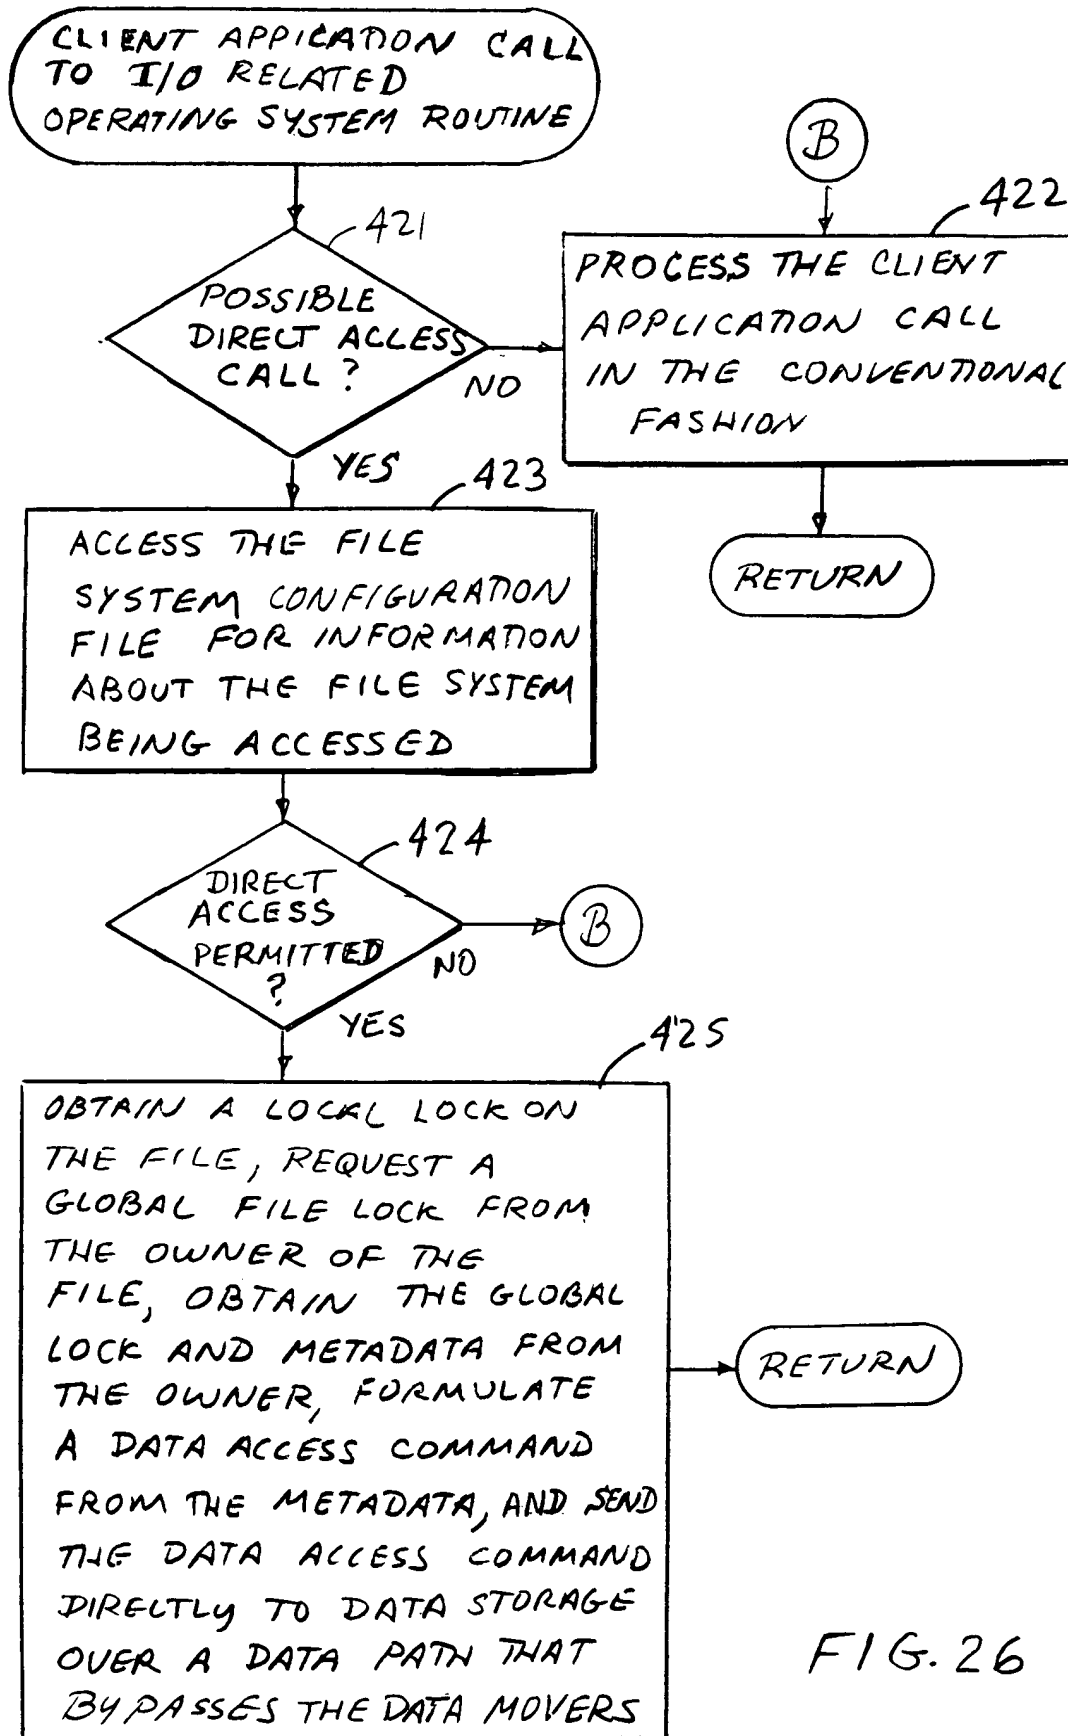 CLIENT APPICATION CALL
TO I/O RELATED
OPERATING SYSTEM ROUTINE
421
POSSIBLE
DIRECT ACCESS
CALL?
NO
YES
B
422
PROCESS THE CLIENT
APPLICATION CALL
IN THE CONVENTIONAL
FASHION
RETURN
423
ACCESS THE FILE
SYSTEM CONFIGURATION
FILE FOR INFORMATION
ABOUT THE FILE SYSTEM
BEING ACCESSED
424
DIRECT
ACCESS
PERMITTED
?
NO
B
YES
425
OBTAIN A LOCAL LOCK ON
THE FILE, REQUEST A
GLOBAL FILE LOCK FROM
THE OWNER OF THE
FILE, OBTAIN THE GLOBAL
LOCK AND METADATA FROM
THE OWNER, FORMULATE
A DATA ACCESS COMMAND
FROM THE METADATA, AND SEND
THE DATA ACCESS COMMAND
DIRECTLY TO DATA STORAGE
OVER A DATA PATH THAT
BYPASSES THE DATA MOVERS
RETURN
FIG. 26